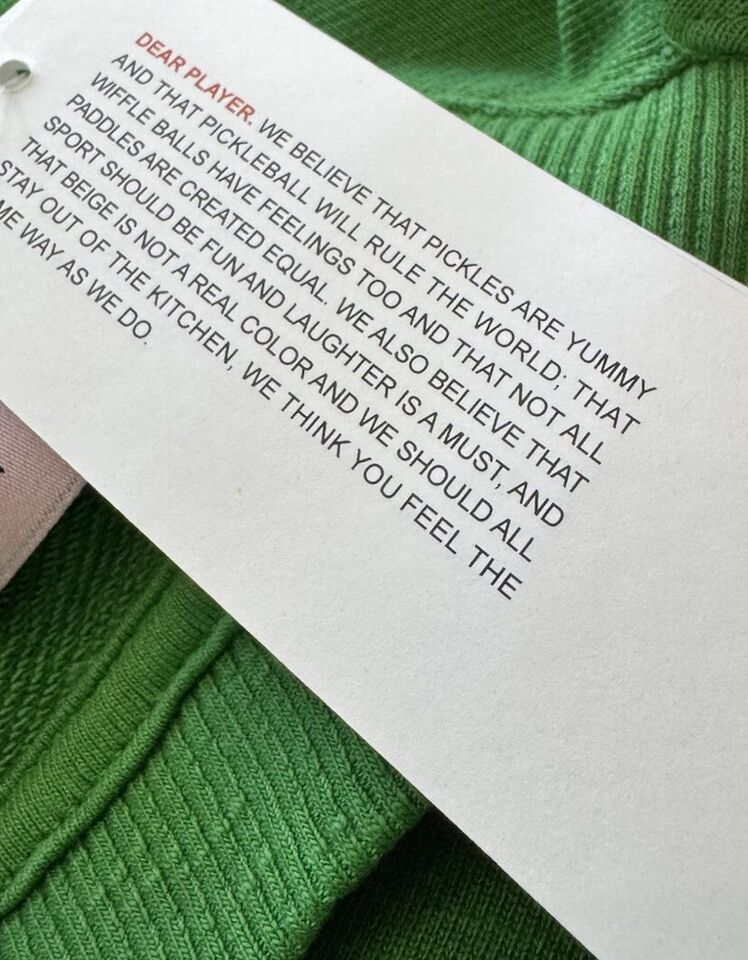 DEAR PLAYER. WE BELIEVE THAT PICKLES ARE YUMMY
AND THAT PICKLEBALL WILL RULE THE WORLD; THAT
WIFFLE BALLS HAVE FEELINGS TOO AND THAT NOT ALL
PADDLES ARE CREATED EQUAL. WE ALSO BELIEVE THAT
SPORT SHOULD BE FUN AND LAUGHTER IS A MUST, AND
THAT BEIGE IS NOT A REAL COLOR AND WE SHOULD ALL
STAY OUT OF THE KITCHEN, WE THINK YOU FEEL THE
ME WAY AS WE DO.